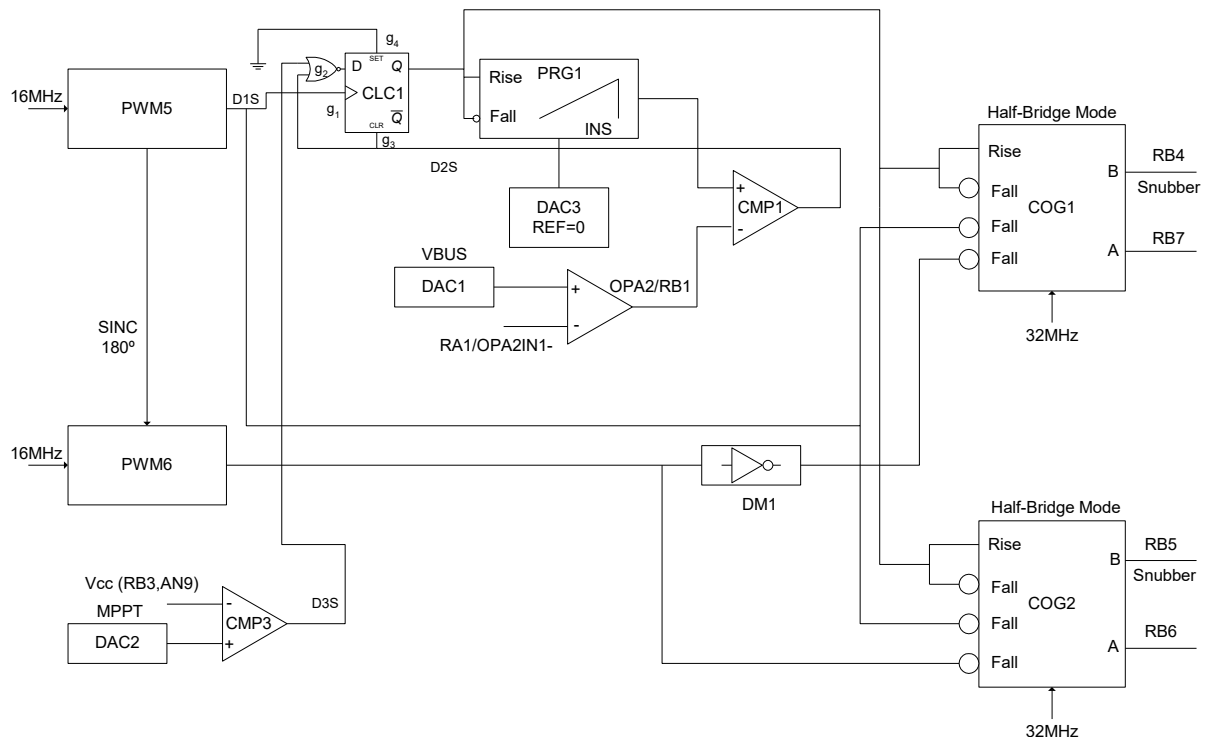 g4
SET
D
Q
g2
CLC1
g1
Q
CLR
g3
16MHz
PWM5
D1S
Rise
PRG1
Fall
INS
D2S
DAC3
REF=0
+
CMP1
-
VBUS
DAC1
+
-
OPA2/RB1
RA1/OPA2IN1-
SINC
180º
16MHz
PWM6
DM1
Vcc (RB3,AN9)
MPPT
DAC2
-
CMP3
+
D3S
Half-Bridge Mode
Rise
Fall
Fall
Fall
COG1
B
A
RB4
Snubber
RB7
32MHz
Half-Bridge Mode
Rise
Fall
Fall
Fall
COG2
B
A
RB5
Snubber
RB6
32MHz